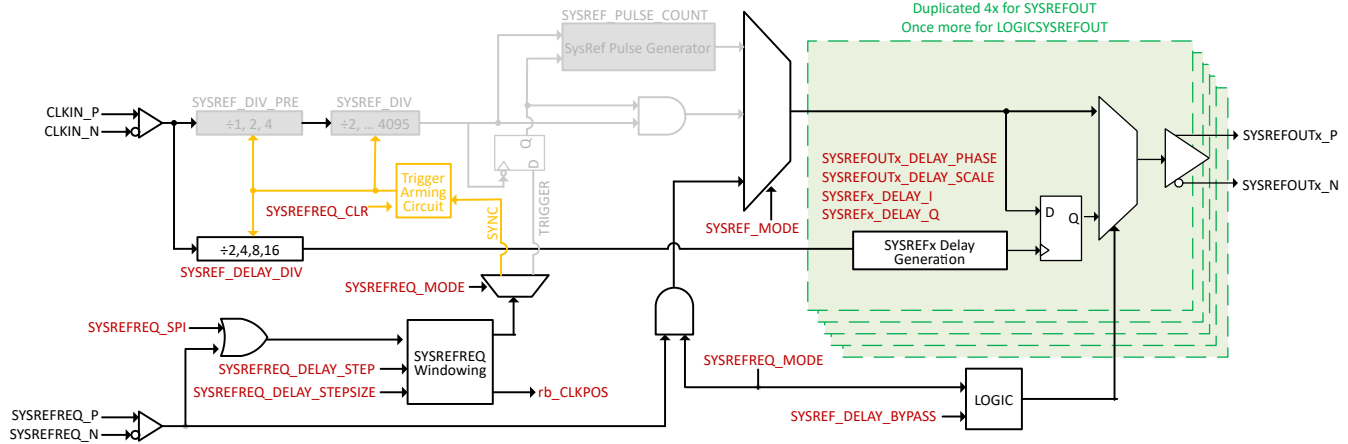 Duplicated 4x for SYSREFOUT
Once more for LOGICSYSREFOUT
SYSREF_PULSE_COUNT
SysRef Pulse Generator
CLKIN_P
CLKIN_N
SYSREF_DIV_PRE
÷1, 2, 4
SYSREF_DIV
÷2, ... 4095
Q
D
TRIGGER
Trigger
Arming
Circuit
SYSREFREQ_CLR
SYNC
÷2,4,8,16
SYSREF_DELAY_DIV
SYSREF_MODE
SYSREFOUTx_DELAY_PHASE
SYSREFOUTx_DELAY_SCALE
SYSREFx_DELAY_I
SYSREFx_DELAY_Q
SYSREFx Delay
Generation
D
Q
SYSREFOUTx_P
SYSREFOUTx_N
SYSREFREQ_MODE
SYSREFREQ_SPI
SYSREFREQ_DELAY_STEP
SYSREFREQ_DELAY_STEPSIZE
SYSREFREQ
Windowing
rb_CLKPOS
SYSREFREQ_MODE
SYSREF_DELAY_BYPASS
LOGIC
SYSREFREQ_P
SYSREFREQ_N